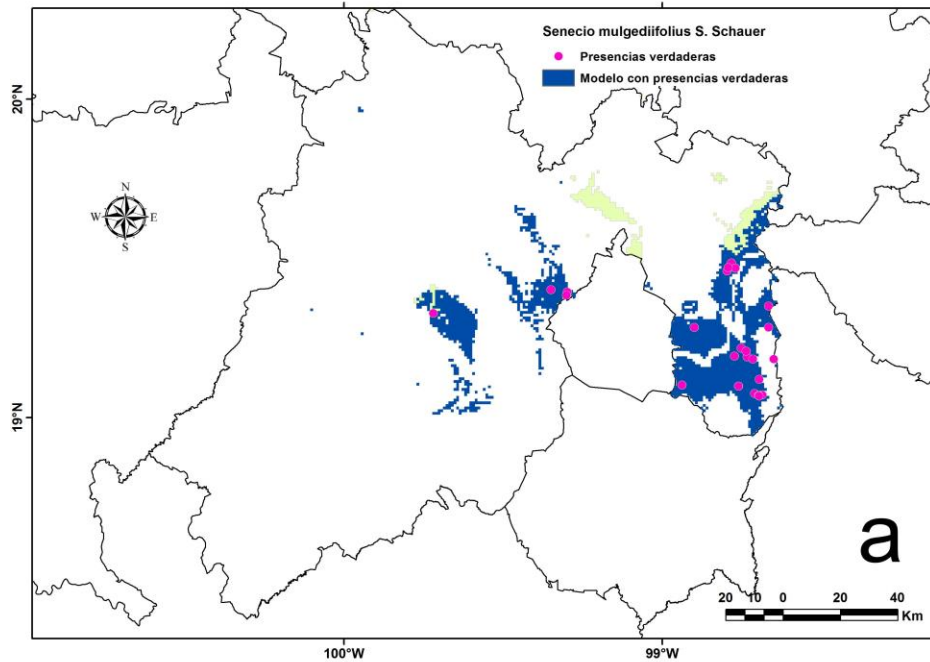 Senecio mulgediifolius S. Schauer
Presencias verdaderas
Modelo con presencias verdaderas
20°N
N
W E
S
19°N
a
20 10 0 20 40
Km
100°W 99°W